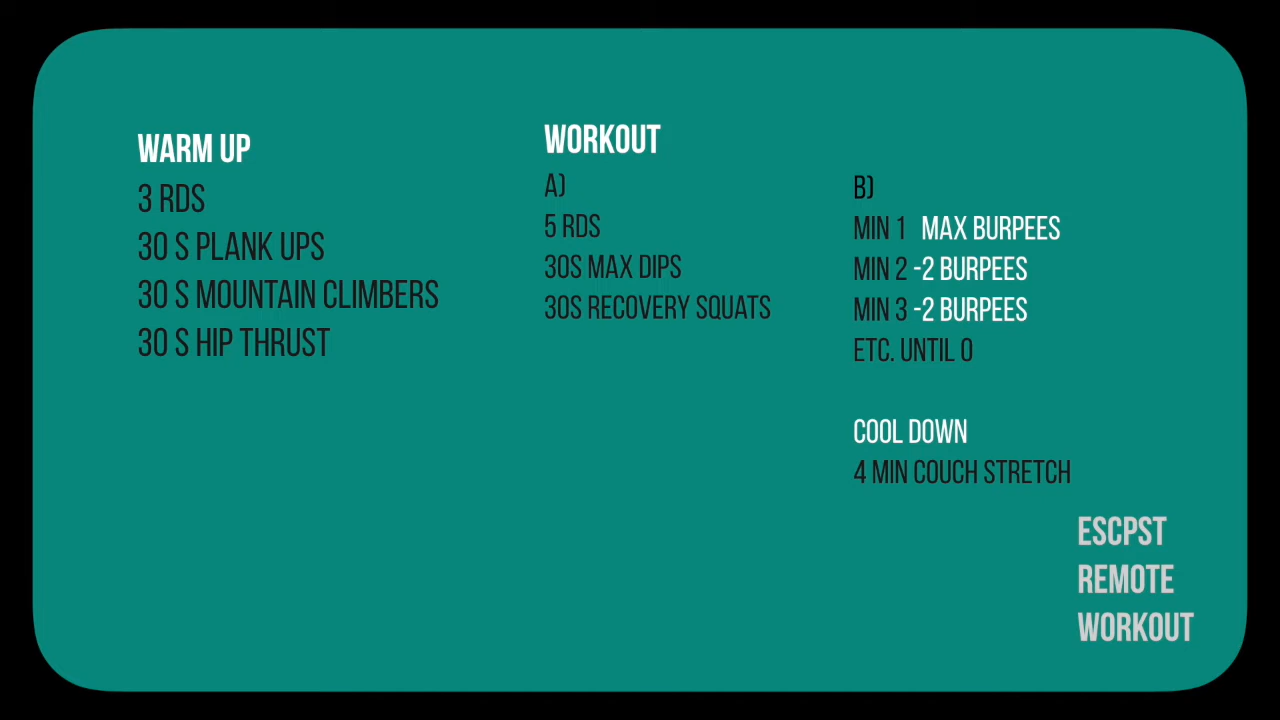 WARM UP
3 RDS
30 S PLANK UPS
30 S MOUNTAIN CLIMBERS
30 S HIP THRUST
WORKOUT
A)
5 RDS
30S MAX DIPS
30S RECOVERY SQUATS
B)
MIN 1 MAX BURPEES
MIN 2 -2 BURPEES
MIN 3 -2 BURPEES
ETC. UNTIL 0
COOL DOWN
4 MIN COUCH STRETCH
ESCPST
REMOTE
WORKOUT